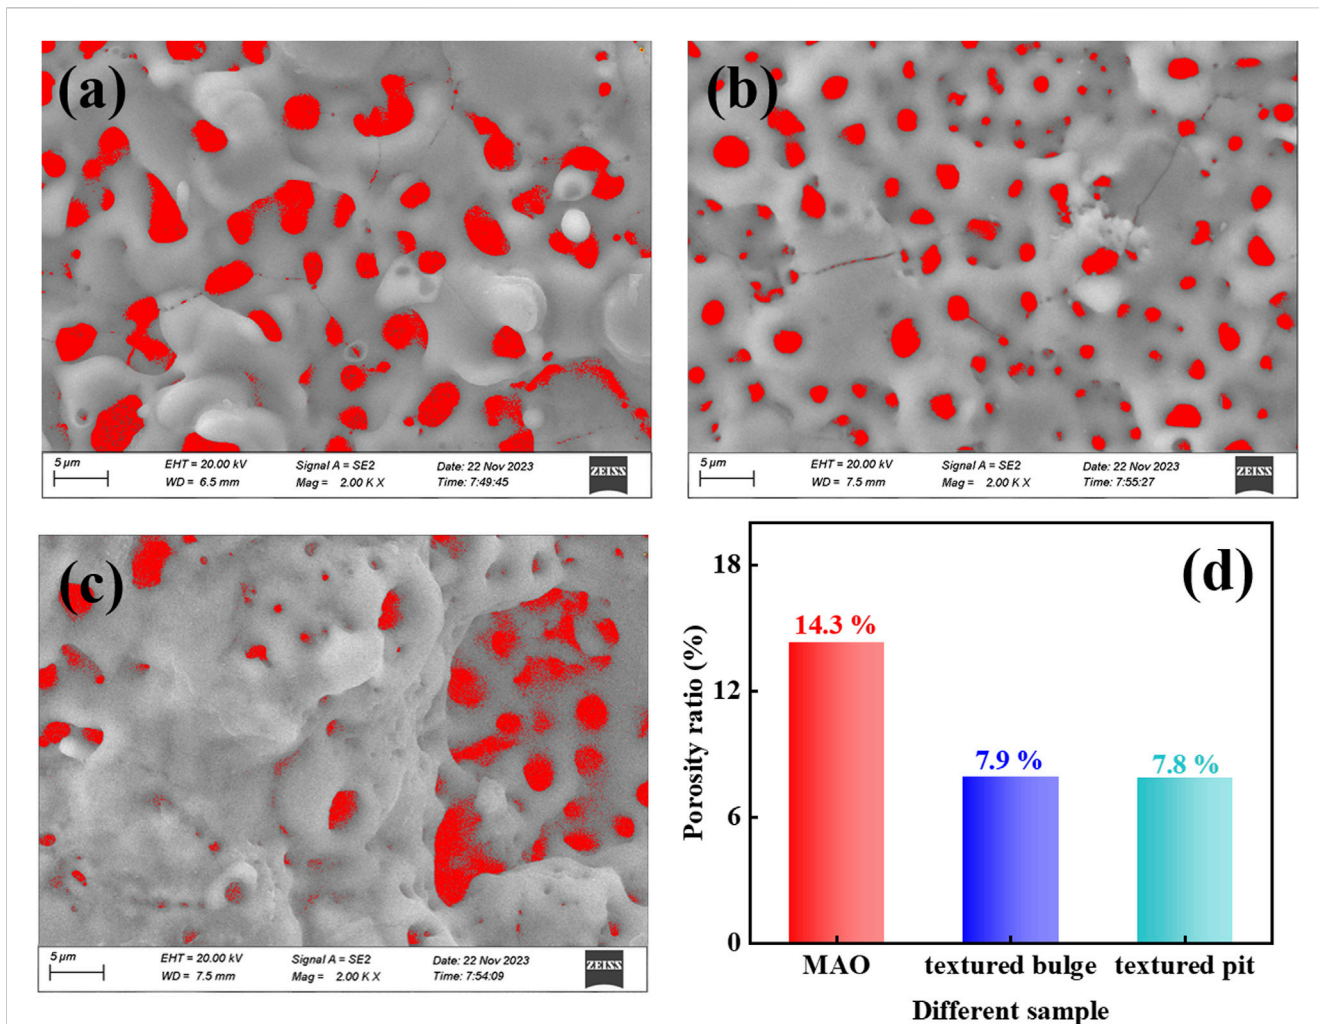 (a)
5 µm
EHT = 20.00 kV
WD = 6.5 mm
Signal A = SE2
Mag = 2.00 K X
Date: 22 Nov 2023
Time: 7:49:45
ZEISS
(b)
5 µm
EHT = 20.00 kV
WD = 7.5 mm
Signal A = SE2
Mag = 2.00 K X
Date: 22 Nov 2023
Time: 7:55:27
ZEISS
(c)
5 µm
EHT = 20.00 kV
WD = 7.5 mm
Signal A = SE2
Mag = 2.00 K X
Date: 22 Nov 2023
Time: 7:54:09
ZEISS
(d)
Porosity ratio (%)
18
12
6
0
14.3 %
7.9 %
7.8 %
MAO
textured bulge
textured pit
Different sample